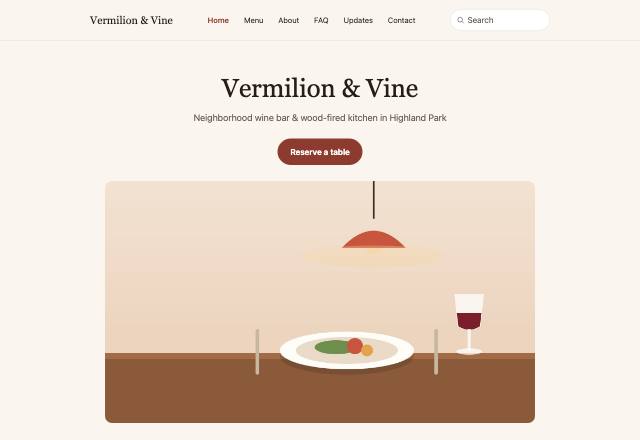 Vermilion & Vine
Home Menu About FAQ Updates Contact
Search
Vermilion & Vine
Neighborhood wine bar & wood-fired kitchen in Highland Park
Reserve a table